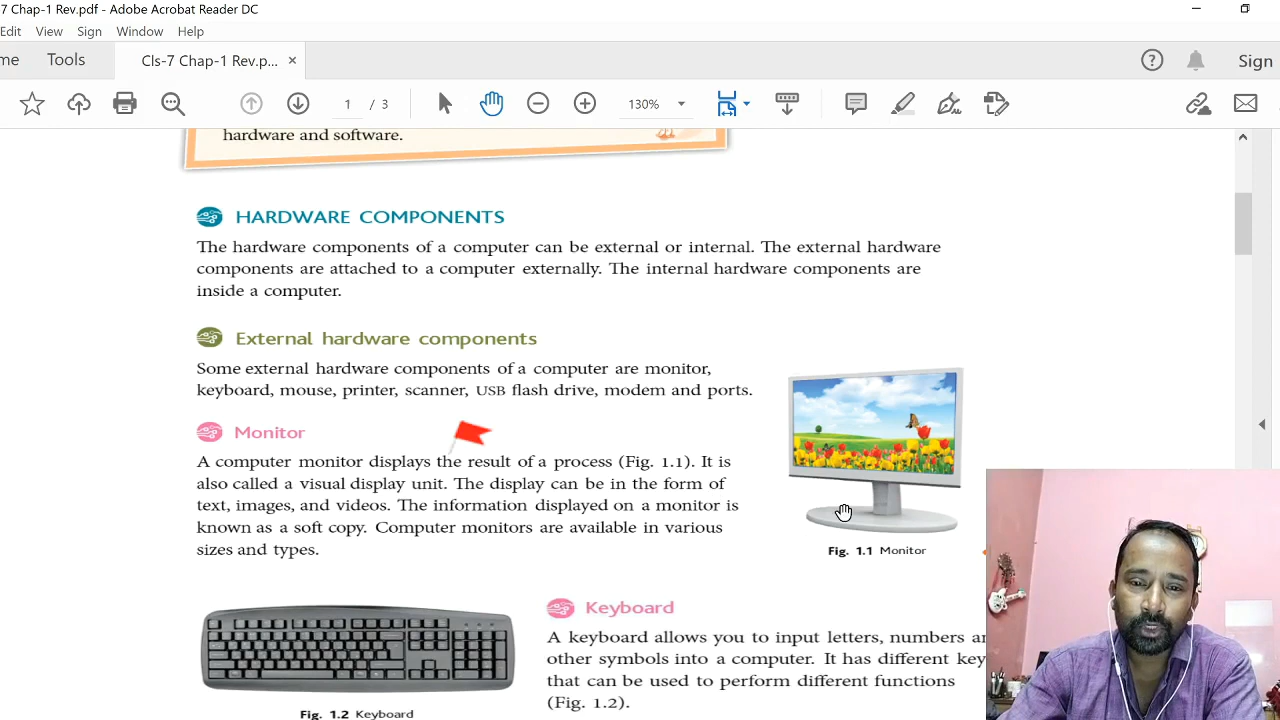 7 Chap-1 Rev.pdf - Adobe Acrobat Reader DC
Edit View Sign Window Help
me Tools Cls-7 Chap-1 Rev.p... × Sign
1 / 3 130%
hardware and software.
HARDWARE COMPONENTS
The hardware components of a computer can be external or internal. The external hardware
components are attached to a computer externally. The internal hardware components are
inside a computer.
External hardware components
Some external hardware components of a computer are monitor,
keyboard, mouse, printer, scanner, USB flash drive, modem and ports.
Monitor
A computer monitor displays the result of a process (Fig. 1.1). It is
also called a visual display unit. The display can be in the form of
text, images, and videos. The information displayed on a monitor is
known as a soft copy. Computer monitors are available in various
sizes and types.
Fig. 1.1 Monitor
Keyboard
A keyboard allows you to input letters, numbers an
other symbols into a computer. It has different key
that can be used to perform different functions
(Fig. 1.2).
Fig. 1.2 Keyboard